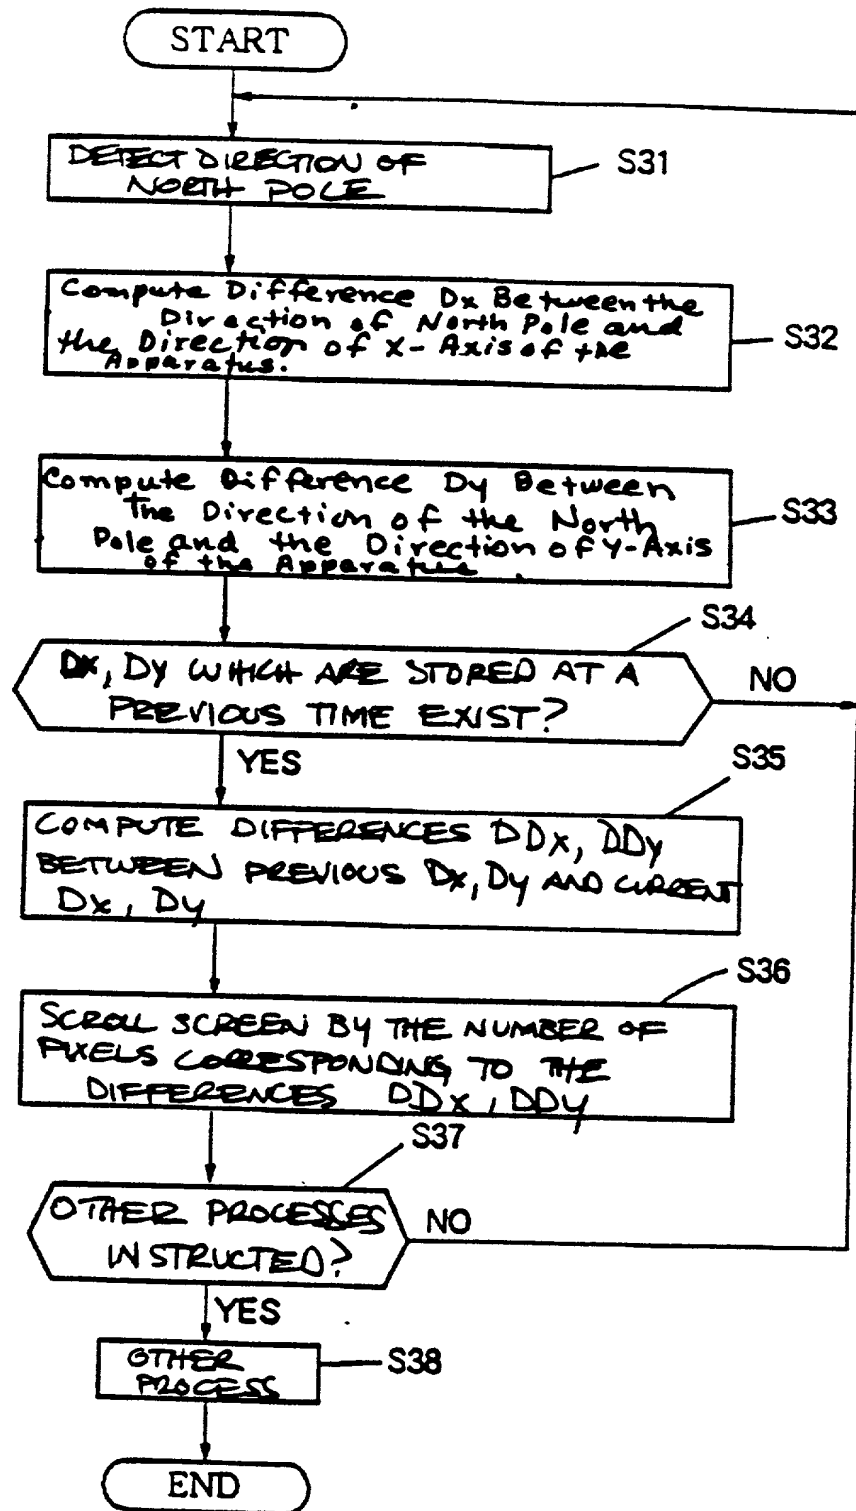 START
DETECT DIRECTION OF
NORTH POLE
S31
Compute Difference Dx Between the
Direction of North Pole and
the Direction of X-Axis of the
Apparatus.
S32
Compute Difference Dy Between
The Direction of the North
Pole and the Direction of Y-Axis
of the Apparatus
S33
S34
DX, DY WHICH ARE STORED AT A
PREVIOUS TIME EXIST?
NO
YES
S35
COMPUTE DIFFERENCES DDx, DDy
BETWEEN PREVIOUS Dx, Dy AND CURRENT
Dx, Dy
S36
SCROLL SCREEN BY THE NUMBER OF
PIXELS CORRESPONDING TO THE
DIFFERENCES DDx, DDy
S37
OTHER PROCESSES
INSTRUCTED?
NO
YES
OTHER
PROCESS
S38
END